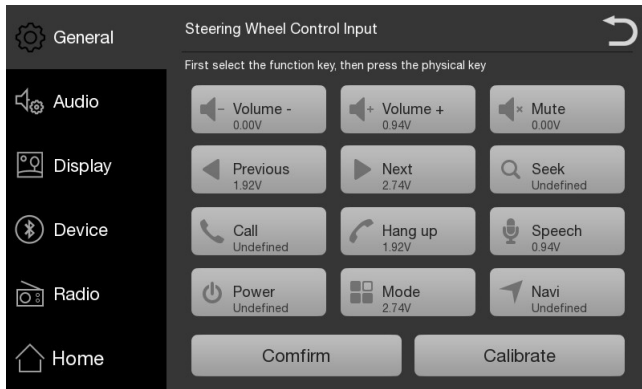 General
Audio
Display
Device
Radio
Home
Steering Wheel Control Input
First select the function key, then press the physical key
Volume -
0.00V
Volume +
0.94V
Mute
0.00V
Previous
1.92V
Next
2.74V
Seek
Undefined
Call
Undefined
Hang up
1.92V
Speech
0.94V
Power
Undefined
Mode
2.74V
Navi
Undefined
Comfirm
Calibrate